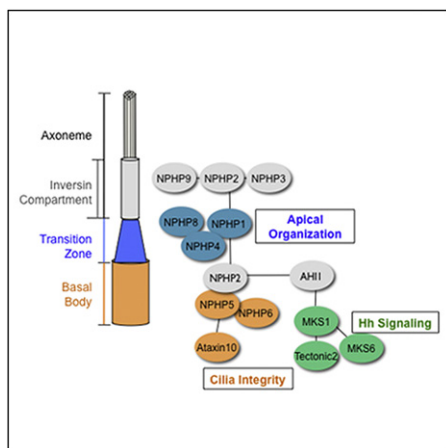 Axoneme
Inversin
Compartment
Transition
Zone
Basal
Body
NPHP9
NPHP2
NPHP3
NPHP8
NPHP1
NPHP4
Apical
Organization
NPHP2
AHI1
NPHP5
NPHP6
MKS1
Hh Signaling
Ataxin10
Tectonic2
MKS6
Cilia Integrity